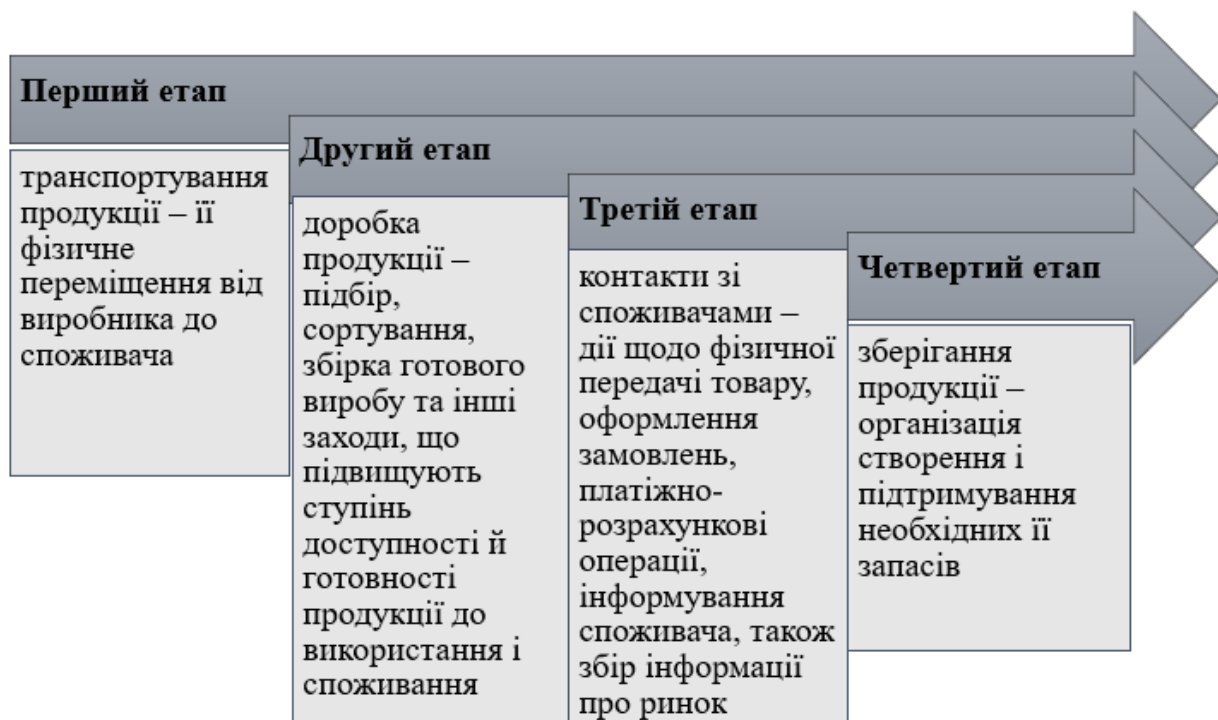 Перший етап
транспортування
продукції – її
фізичне
переміщення від
виробника до
споживача
Другий етап
доробка
продукції –
підбір,
сортування,
збірка готового
виробу та інші
заходи, що
підвищують
ступінь
доступності й
готовності
продукції до
використання і
споживання
Третій етап
контакти зі
споживачами –
дії щодо фізичної
передачі товару,
оформлення
замовлень,
платіжно-
розрахункові
операції,
інформування
споживача, також
збір інформації
про ринок
Четвертий етап
зберігання
продукції –
організація
створення і
підтримування
необхідних її
запасів